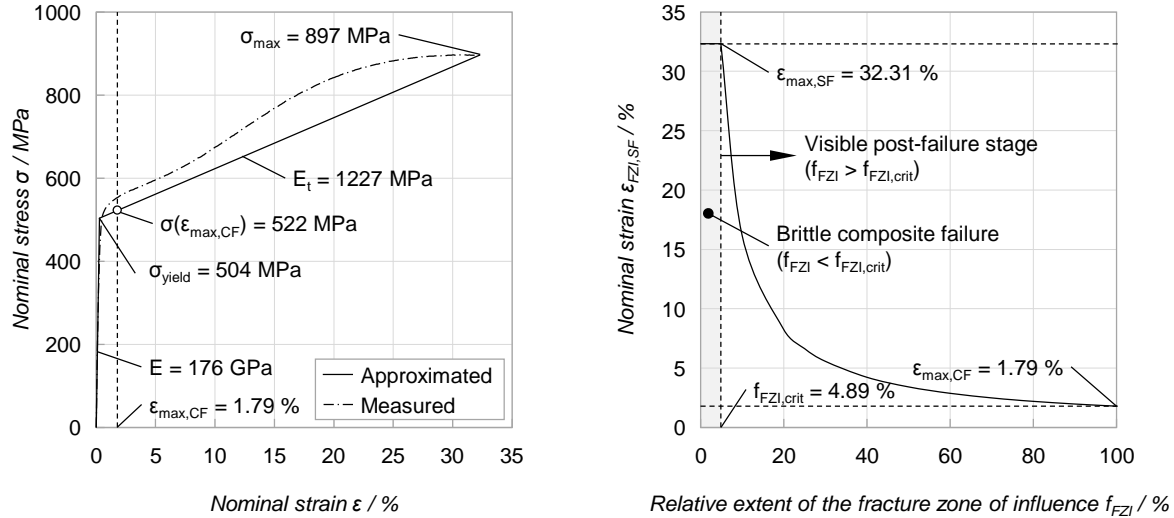 1000
800
600
400
200
0
Nominal stress σ / MPa
σmax = 897 MPa
Et = 1227 MPa
σ(εmax,CF) = 522 MPa
σyield = 504 MPa
E = 176 GPa
Approximated
Measured
εmax,CF = 1.79 %
0 5 10 15 20 25 30 35
Nominal strain ε / %
35
30
25
20
15
10
5
0
Nominal strain εFZI,SF / %
εmax,SF = 32.31 %
Visible post-failure stage
(fFZI > fFZI,crit)
Brittle composite failure
(fFZI < fFZI,crit)
εmax,CF = 1.79 %
fFZI,crit = 4.89 %
0 20 40 60 80 100
Relative extent of the fracture zone of influence fFZI / %